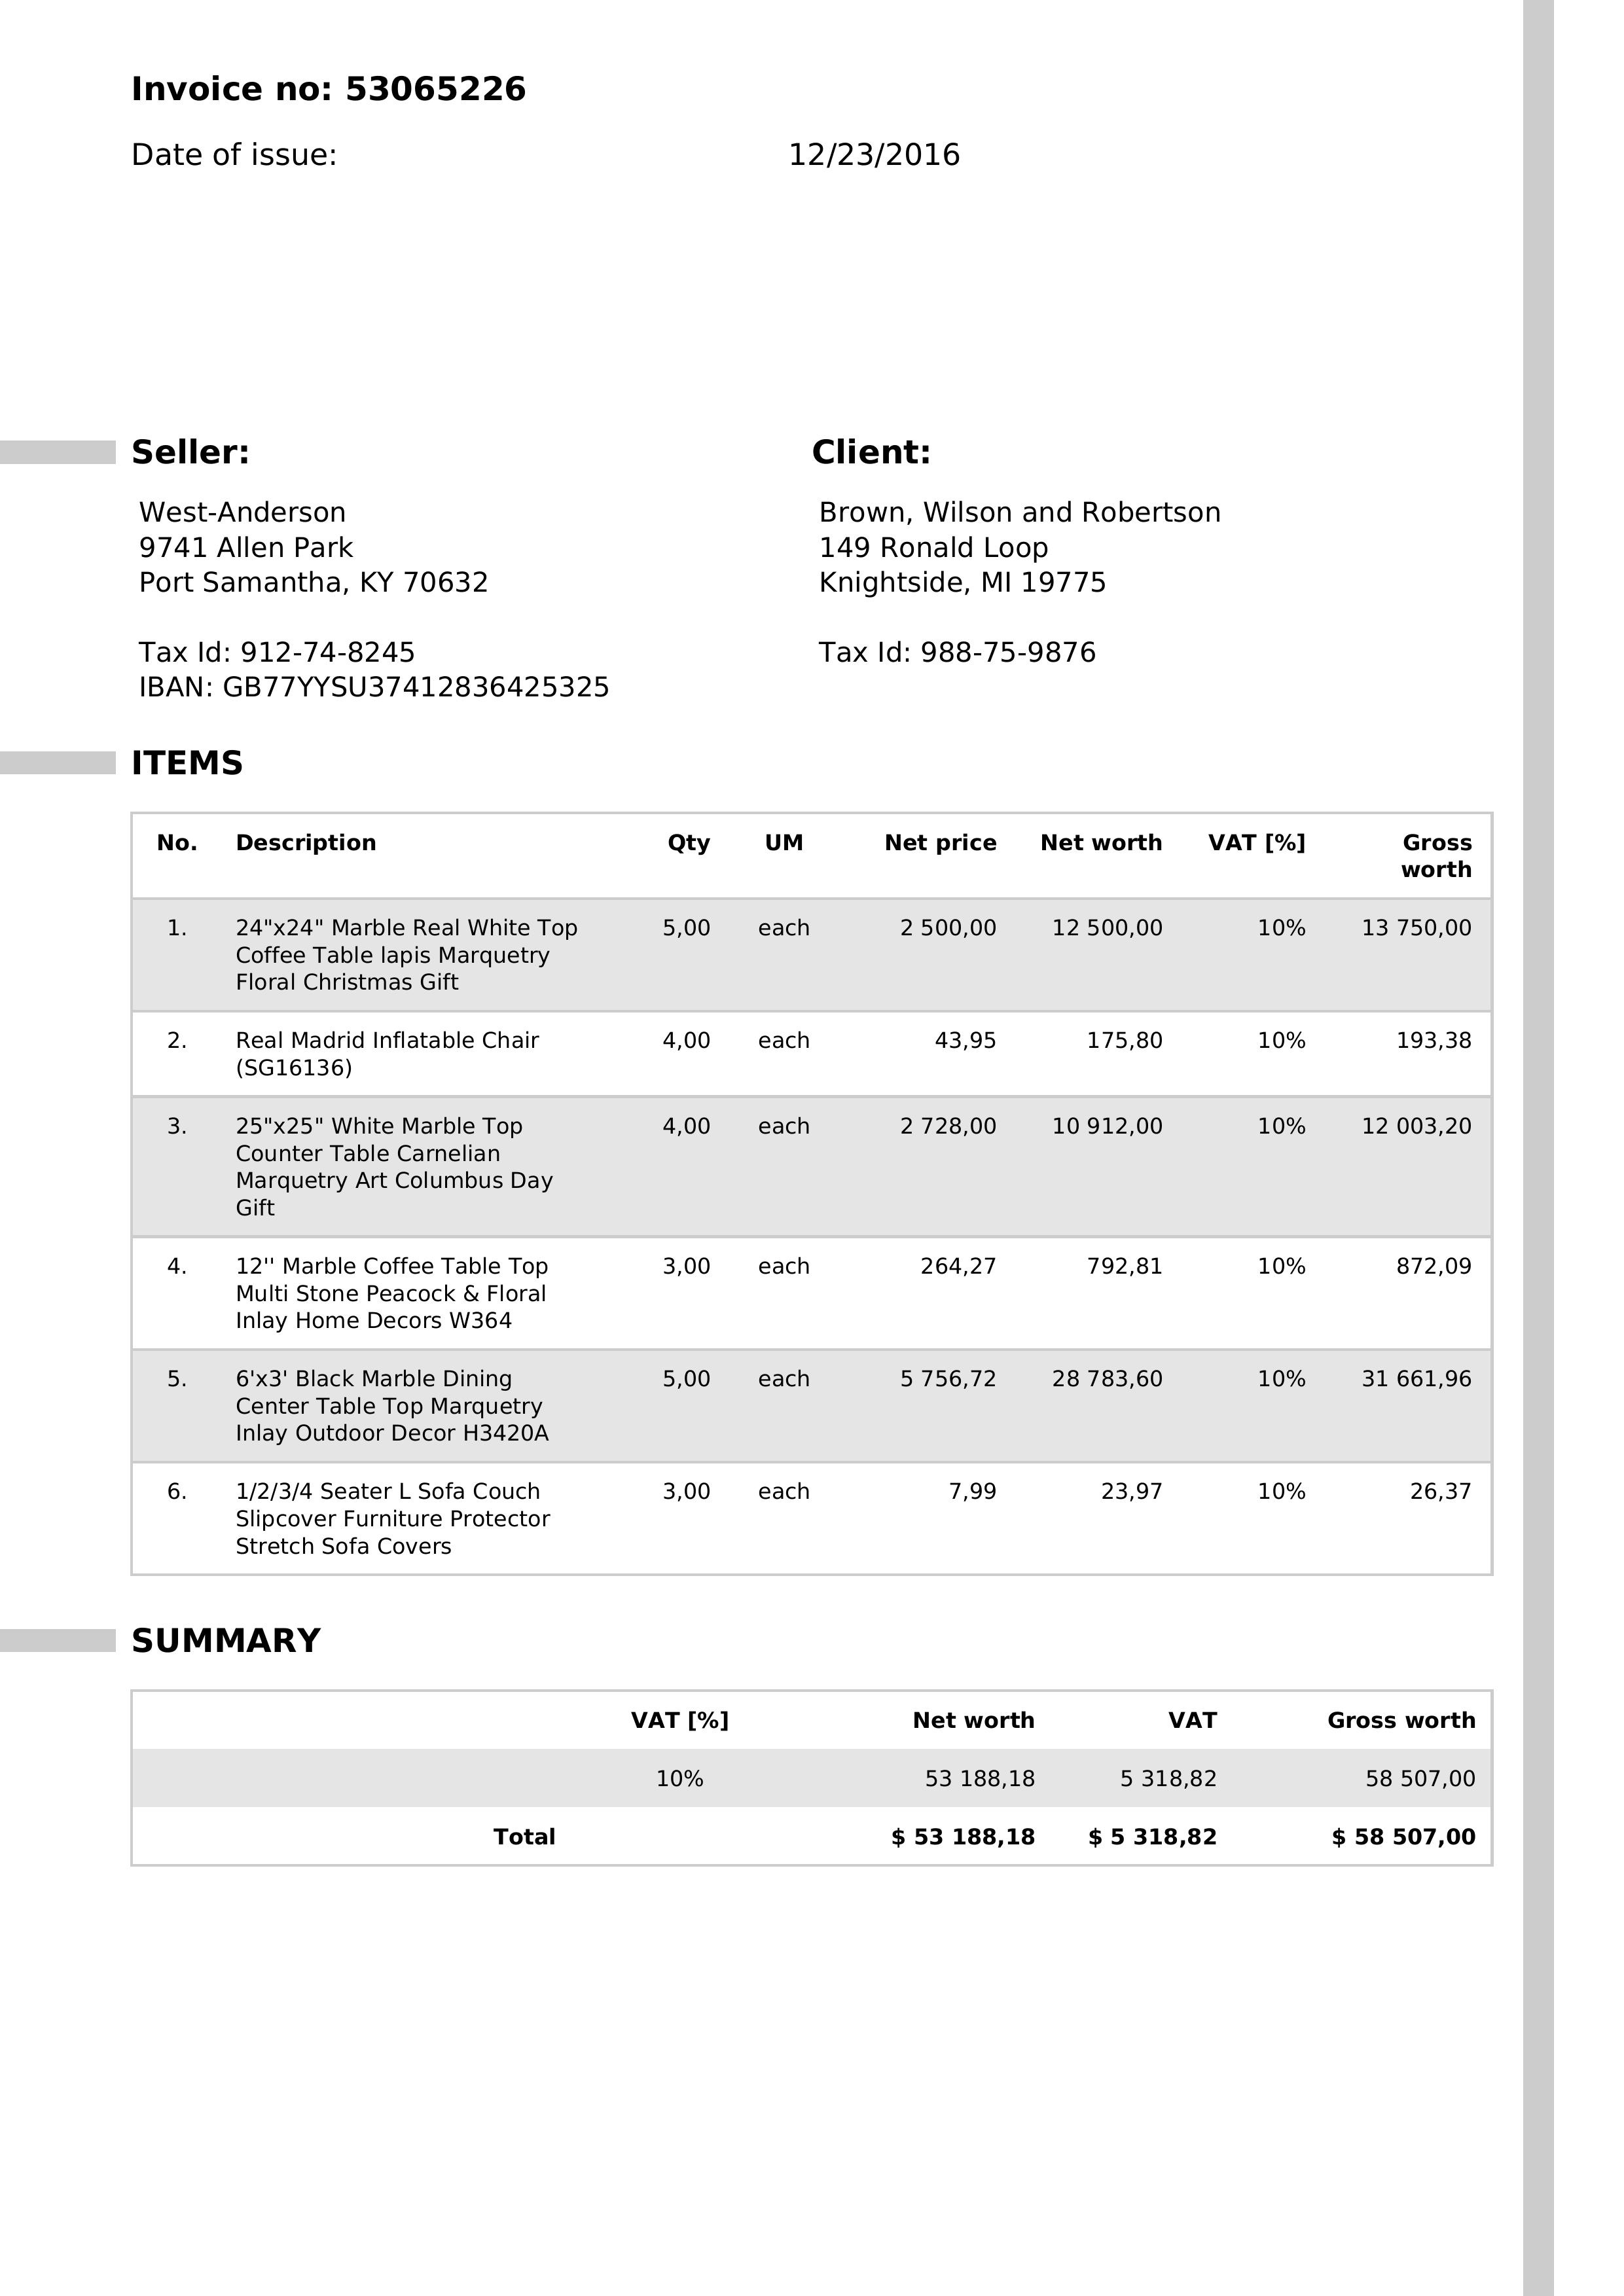 Invoice no: 53065226
Date of issue: 12/23/2016
Seller:
West-Anderson
9741 Allen Park
Port Samantha, KY 70632
Tax Id: 912-74-8245
IBAN: GB77YYSU37412836425325
Client:
Brown, Wilson and Robertson
149 Ronald Loop
Knightside, MI 19775
Tax Id: 988-75-9876
ITEMS
No. Description Qty UM Net price Net worth VAT [%] Gross
worth
1. 24"x24" Marble Real White Top 5,00 each 2 500,00 12 500,00 10% 13 750,00
Coffee Table lapis Marquetry
Floral Christmas Gift
2. Real Madrid Inflatable Chair 4,00 each 43,95 175,80 10% 193,38
(SG16136)
3. 25"x25" White Marble Top 4,00 each 2 728,00 10 912,00 10% 12 003,20
Counter Table Carnelian
Marquetry Art Columbus Day
Gift
4. 12'' Marble Coffee Table Top 3,00 each 264,27 792,81 10% 872,09
Multi Stone Peacock & Floral
Inlay Home Decors W364
5. 6'x3' Black Marble Dining 5,00 each 5 756,72 28 783,60 10% 31 661,96
Center Table Top Marquetry
Inlay Outdoor Decor H3420A
6. 1/2/3/4 Seater L Sofa Couch 3,00 each 7,99 23,97 10% 26,37
Slipcover Furniture Protector
Stretch Sofa Covers
SUMMARY
VAT [%] Net worth VAT Gross worth
10% 53 188,18 5 318,82 58 507,00
Total $ 53 188,18 $ 5 318,82 $ 58 507,00